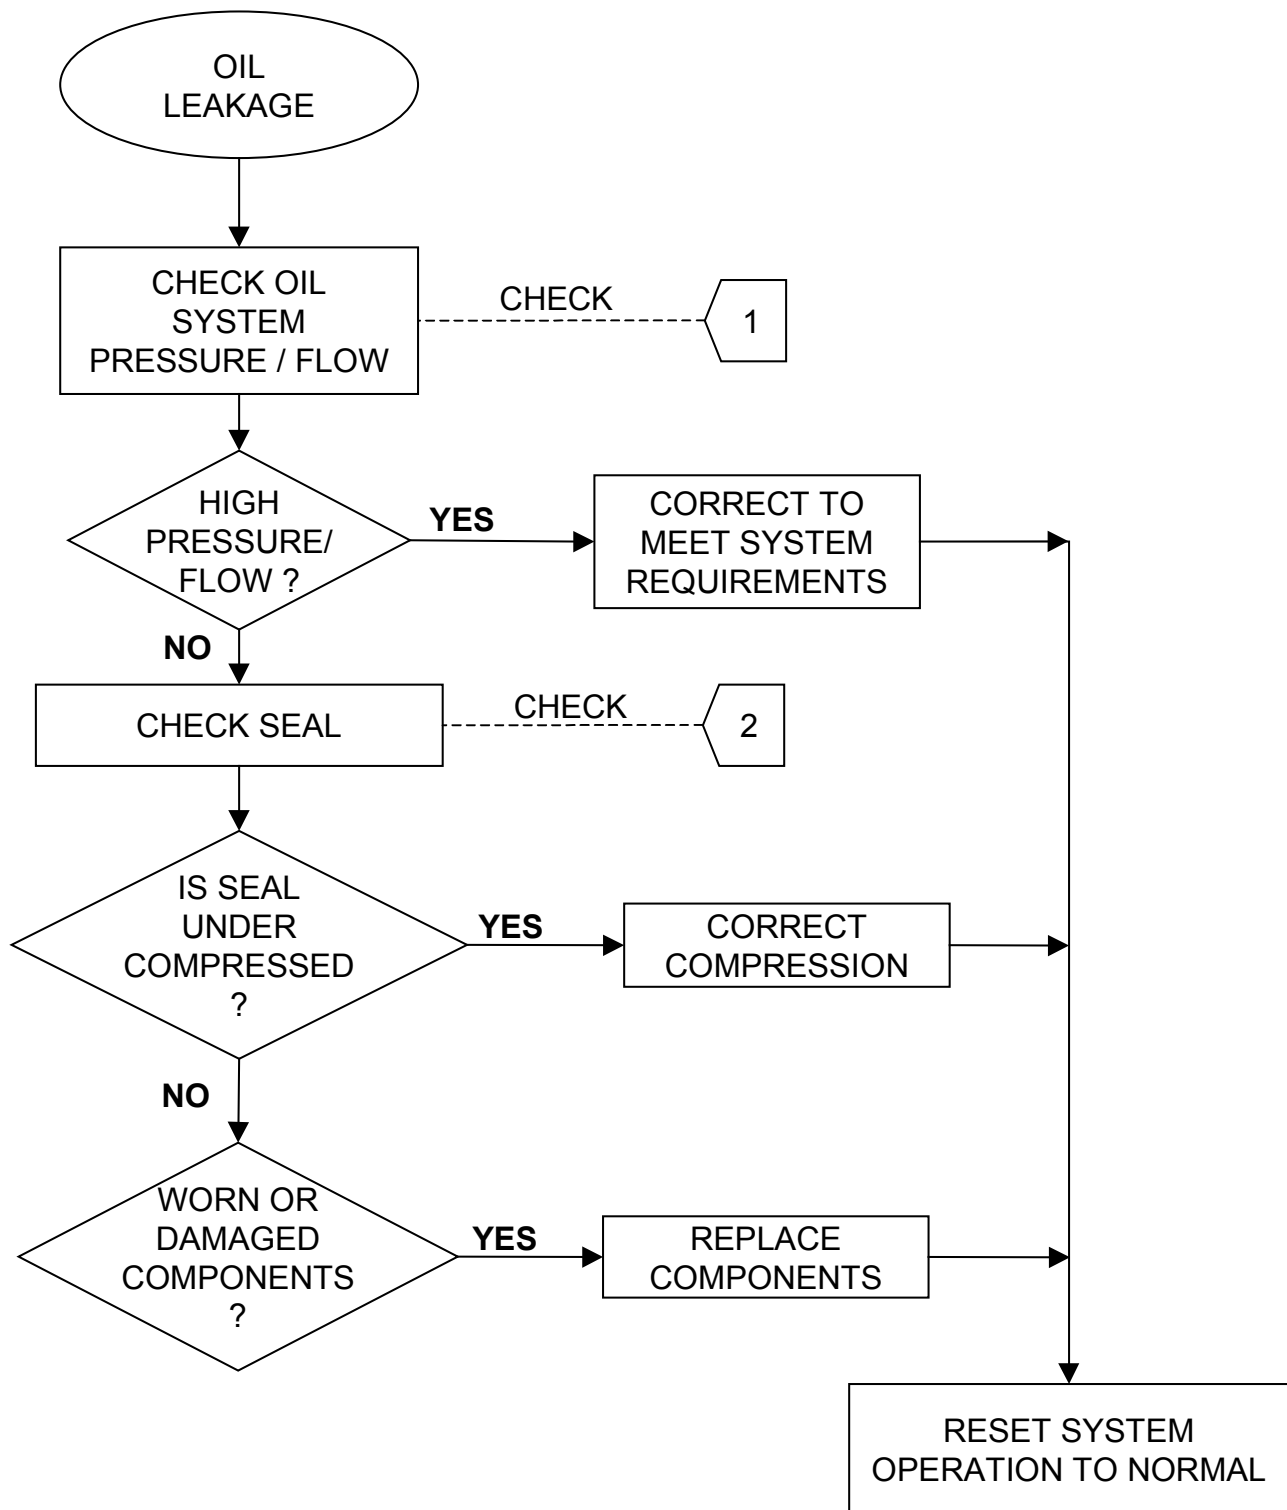 OIL
LEAKAGE
CHECK OIL
SYSTEM
PRESSURE / FLOW
CHECK
1
HIGH
PRESSURE/
FLOW ?
YES
CORRECT TO
MEET SYSTEM
REQUIREMENTS
NO
CHECK SEAL
CHECK
2
IS SEAL
UNDER
COMPRESSED
?
YES
CORRECT
COMPRESSION
NO
WORN OR
DAMAGED
COMPONENTS
?
YES
REPLACE
COMPONENTS
RESET SYSTEM
OPERATION TO NORMAL